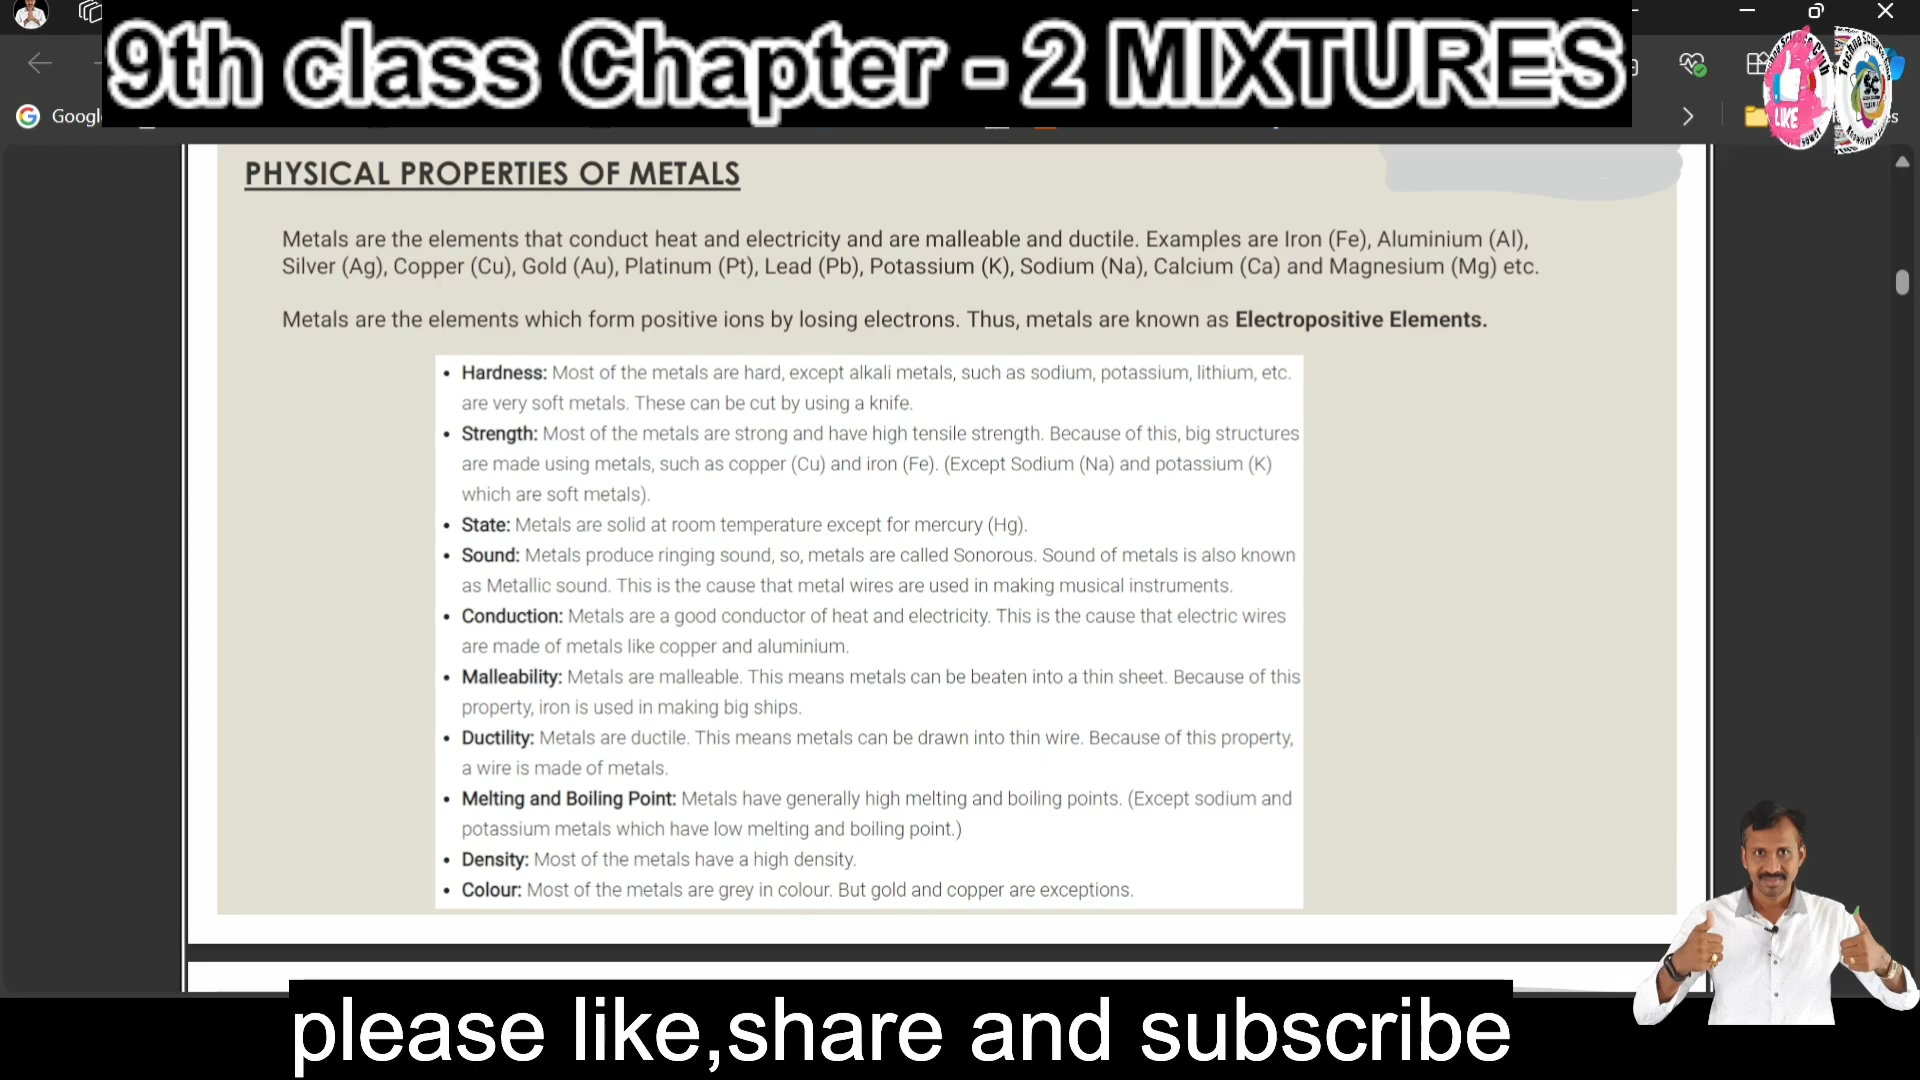 9th class Chapter - 2 MIXTURES
LIKE
PHYSICAL PROPERTIES OF METALS
Metals are the elements that conduct heat and electricity and are malleable and ductile. Examples are Iron (Fe), Aluminium (Al),
Silver (Ag), Copper (Cu), Gold (Au), Platinum (Pt), Lead (Pb), Potassium (K), Sodium (Na), Calcium (Ca) and Magnesium (Mg) etc.
Metals are the elements which form positive ions by losing electrons. Thus, metals are known as Electropositive Elements.
• Hardness: Most of the metals are hard, except alkali metals, such as sodium, potassium, lithium, etc.
are very soft metals. These can be cut by using a knife.
• Strength: Most of the metals are strong and have high tensile strength. Because of this, big structures
are made using metals, such as copper (Cu) and iron (Fe). (Except Sodium (Na) and potassium (K)
which are soft metals).
• State: Metals are solid at room temperature except for mercury (Hg).
• Sound: Metals produce ringing sound, so, metals are called Sonorous. Sound of metals is also known
as Metallic sound. This is the cause that metal wires are used in making musical instruments.
• Conduction: Metals are a good conductor of heat and electricity. This is the cause that electric wires
are made of metals like copper and aluminium.
• Malleability: Metals are malleable. This means metals can be beaten into a thin sheet. Because of this
property, iron is used in making big ships.
• Ductility: Metals are ductile. This means metals can be drawn into thin wire. Because of this property,
a wire is made of metals.
• Melting and Boiling Point: Metals have generally high melting and boiling points. (Except sodium and
potassium metals which have low melting and boiling point.)
• Density: Most of the metals have a high density.
• Colour: Most of the metals are grey in colour. But gold and copper are exceptions.
please like,share and subscribe